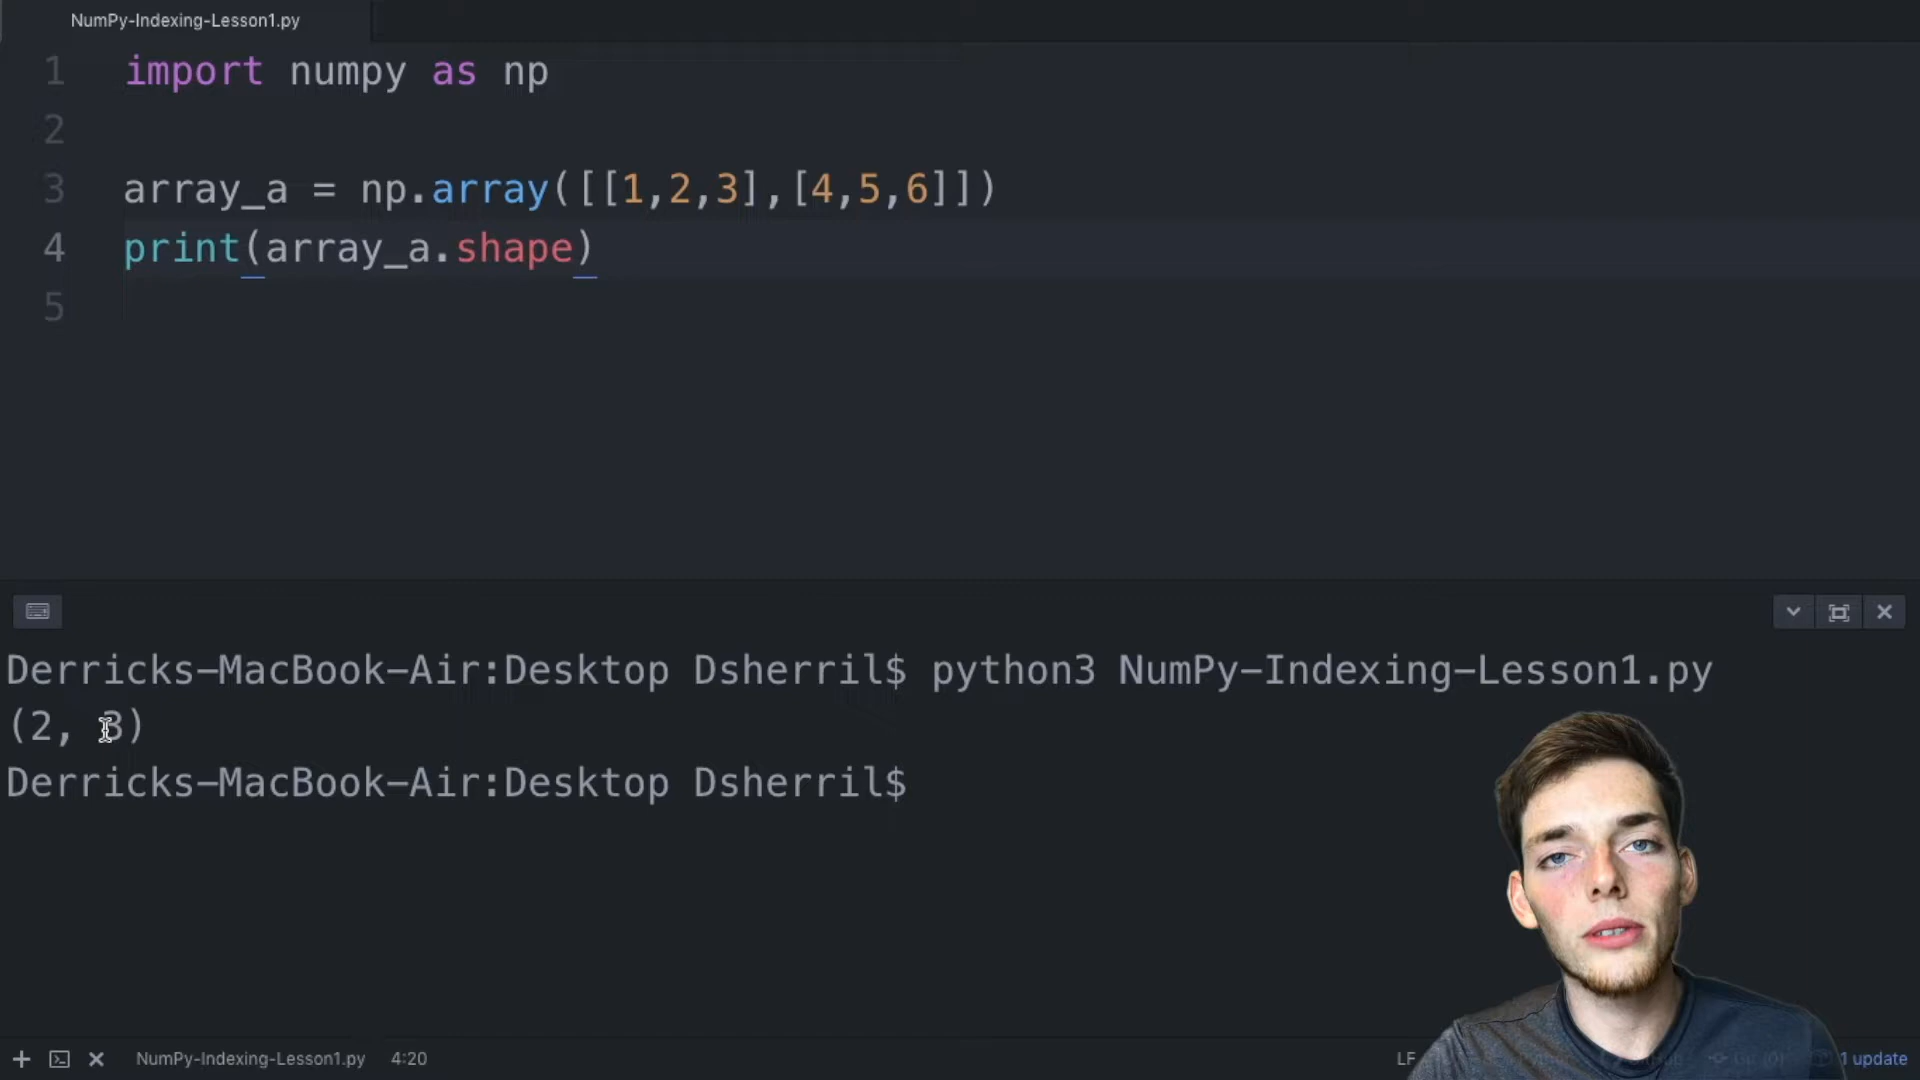 NumPy-Indexing-Lesson1.py
1 import numpy as np
2
3 array_a = np.array([[1,2,3],[4,5,6]])
4 print(array_a.shape)
5
Derricks-MacBook-Air:Desktop Dsherril$ python3 NumPy-Indexing-Lesson1.py
(2, 3)
Derricks-MacBook-Air:Desktop Dsherril$
NumPy-Indexing-Lesson1.py 4:20 LF 1 update